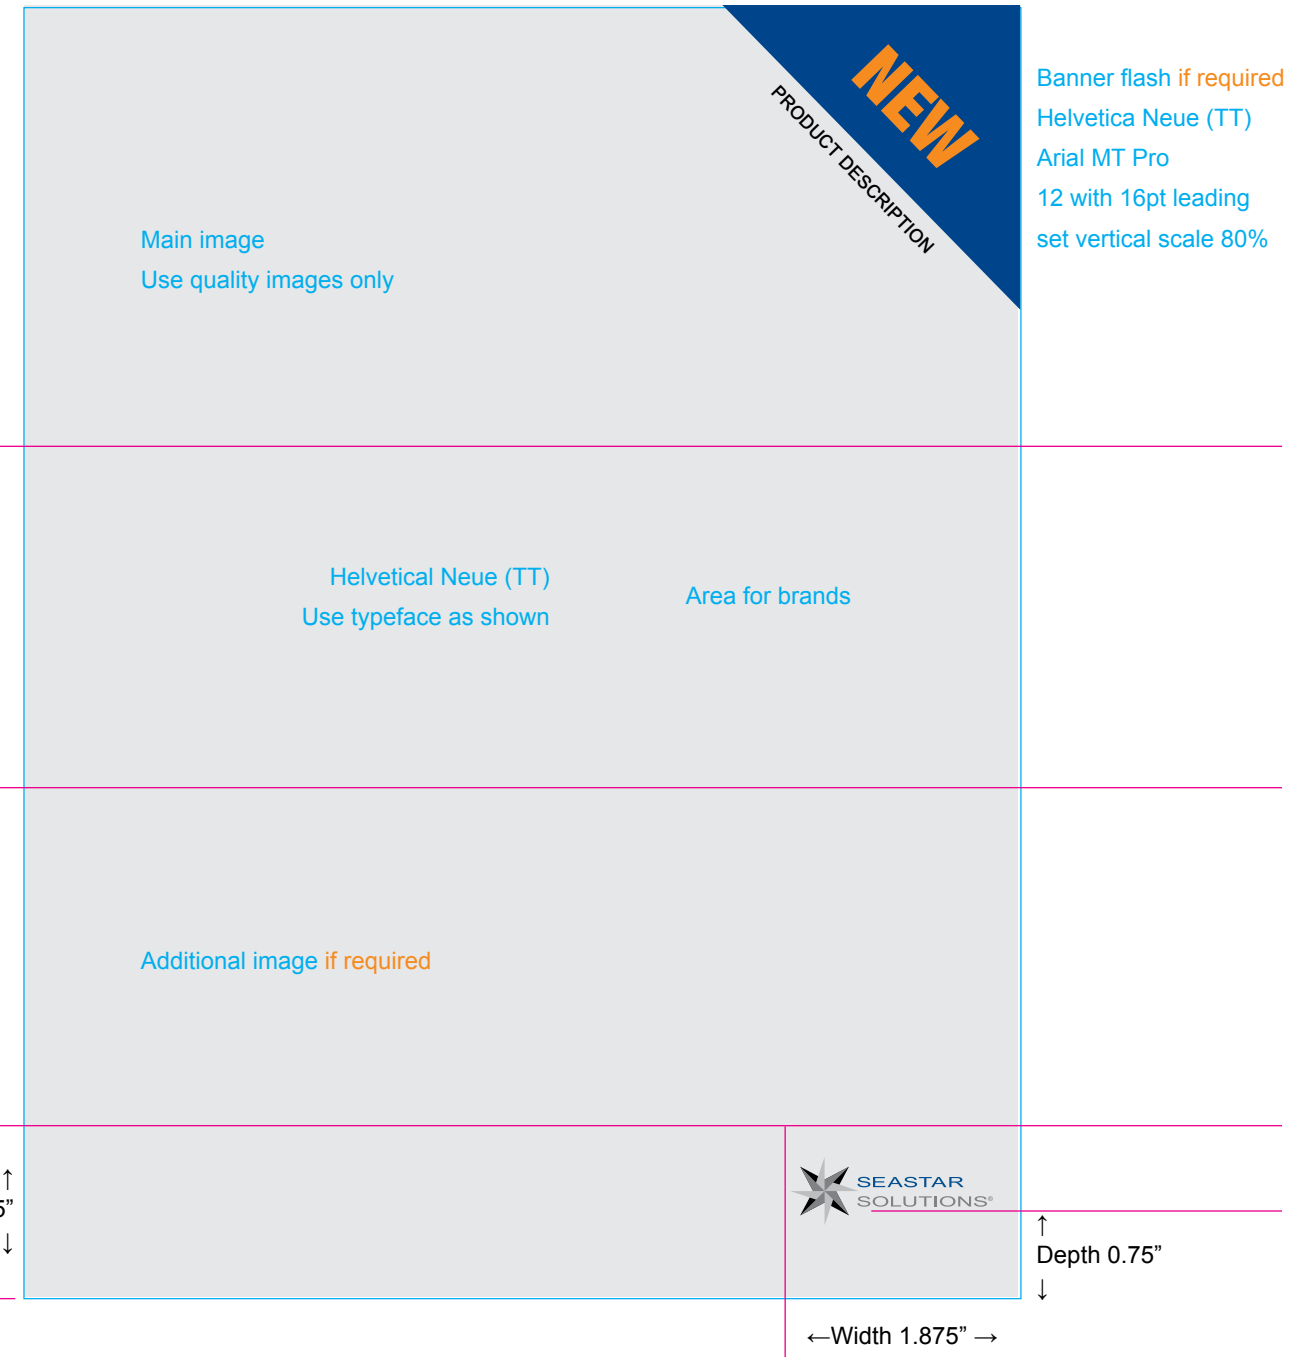 NEW
PRODUCT DESCRIPTION
Banner flash if required
Helvetica Neue (TT)
Arial MT Pro
12 with 16pt leading
set vertical scale 80%
Main image
Use quality images only
Helvetical Neue (TT)
Use typeface as shown
Area for brands
Additional image if required
SEASTAR
SOLUTIONS®
↑
5”
↓
↑
Depth 0.75”
↓
←Width 1.875” →